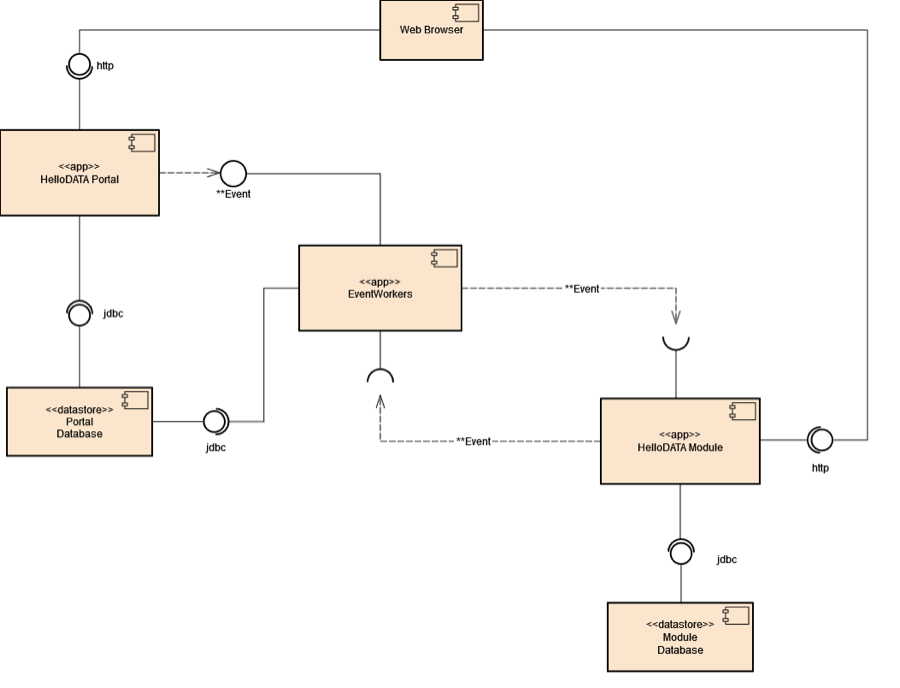 Web Browser
http
<<app>>
HelloDATA Portal
**Event
<<app>>
EventWorkers
**Event
jdbc
<<datastore>>
Portal
Database
jdbc
**Event
<<app>>
HelloDATA Module
http
jdbc
<<datastore>>
Module
Database